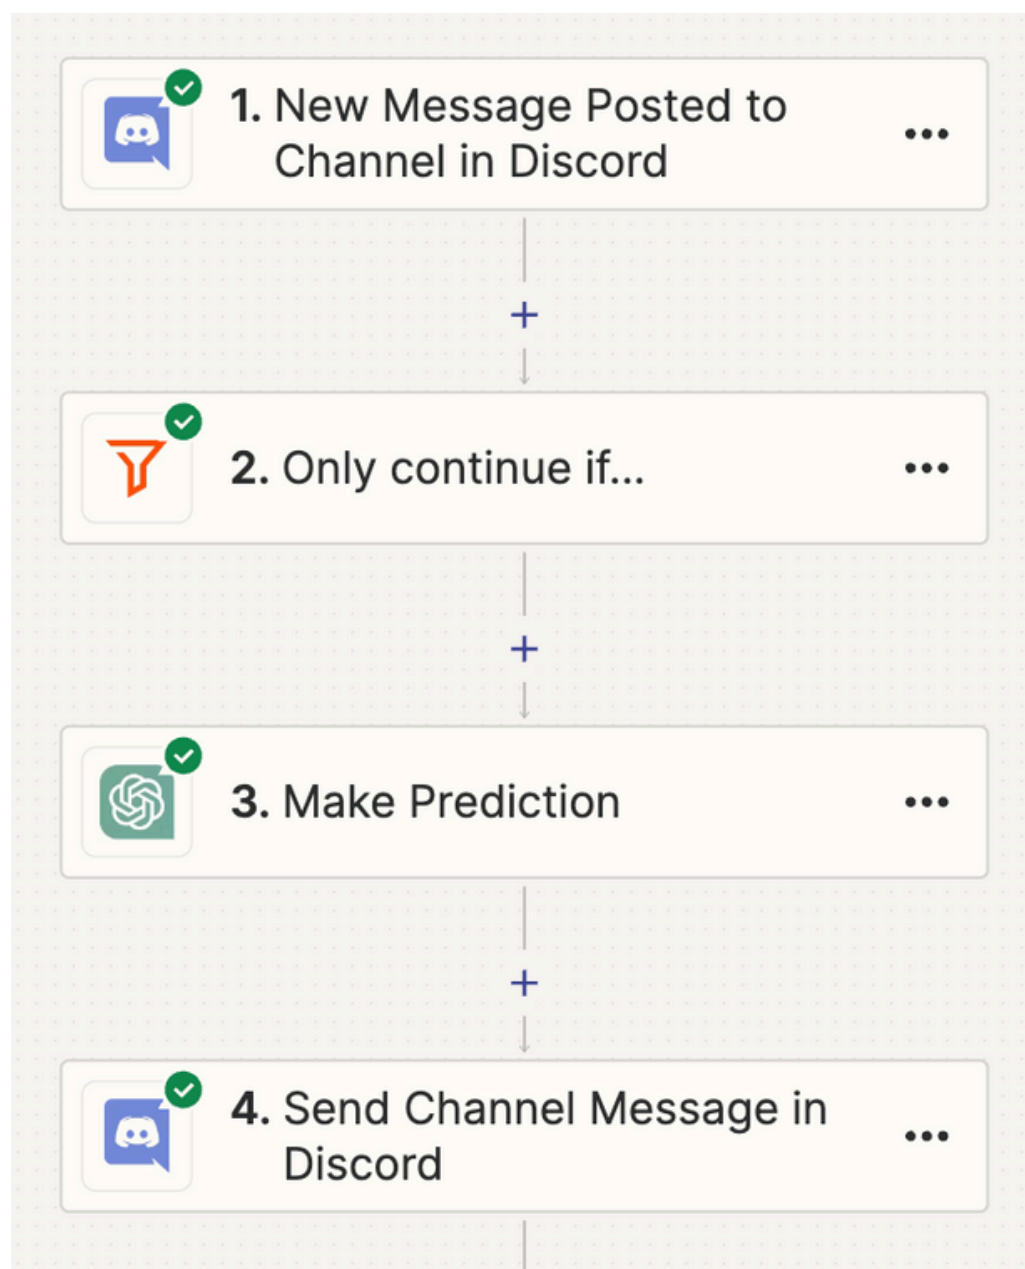 1. New Message Posted to
Channel in Discord
2. Only continue if...
3. Make Prediction
4. Send Channel Message in
Discord